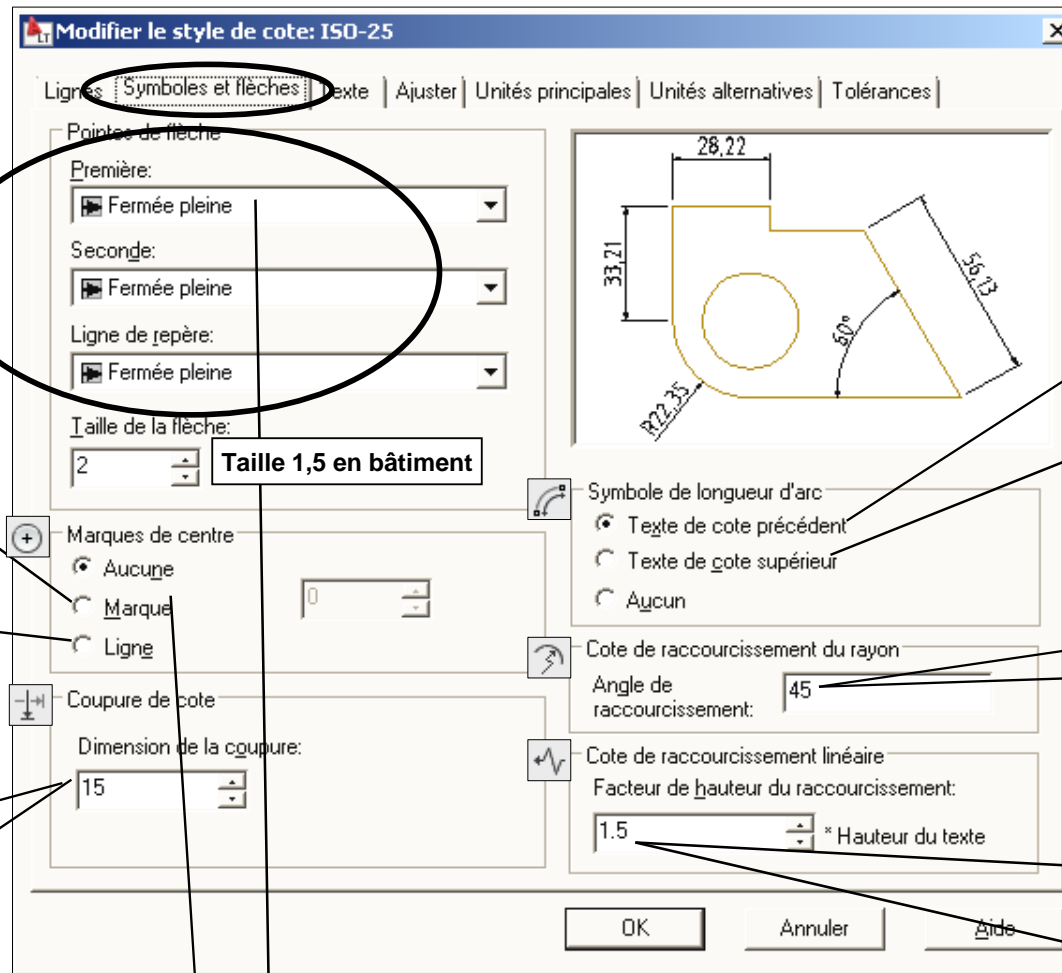 Modifier le style de cote: ISO-25
Lignes Symboles et flèches Texte Ajuster Unités principales Unités alternatives Tolérances
Pointes de flèche
Première:
Fermée pleine
Seconde:
Fermée pleine
Ligne de repère:
Fermée pleine
Taille de la flèche:
2
Taille 1,5 en bâtiment
Marques de centre
Aucune
Marque
Ligne
0
Coupure de cote
Dimension de la coupure:
15
28,22
33,21
56,13
60°
R22,35
Symbole de longueur d'arc
Texte de cote précédent
Texte de cote supérieur
Aucun
Cote de raccourcissement du rayon
Angle de
raccourcissement:
45
Cote de raccourcissement linéaire
Facteur de hauteur du raccourcissement:
1.5
* Hauteur du texte
OK Annuler Aide